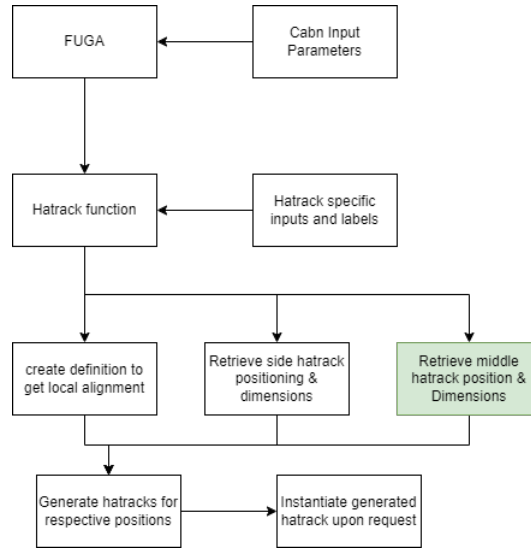 FUGA
Cabn Input
Parameters
Hatrack function
Hatrack specific
inputs and labels
create definition to
get local alignment
Retrieve side hatrack
positioning &
dimensions
Retrieve middle
hatrack position &
Dimensions
Generate hatracks for
respective positions
Instantiate generated
hatrack upon request